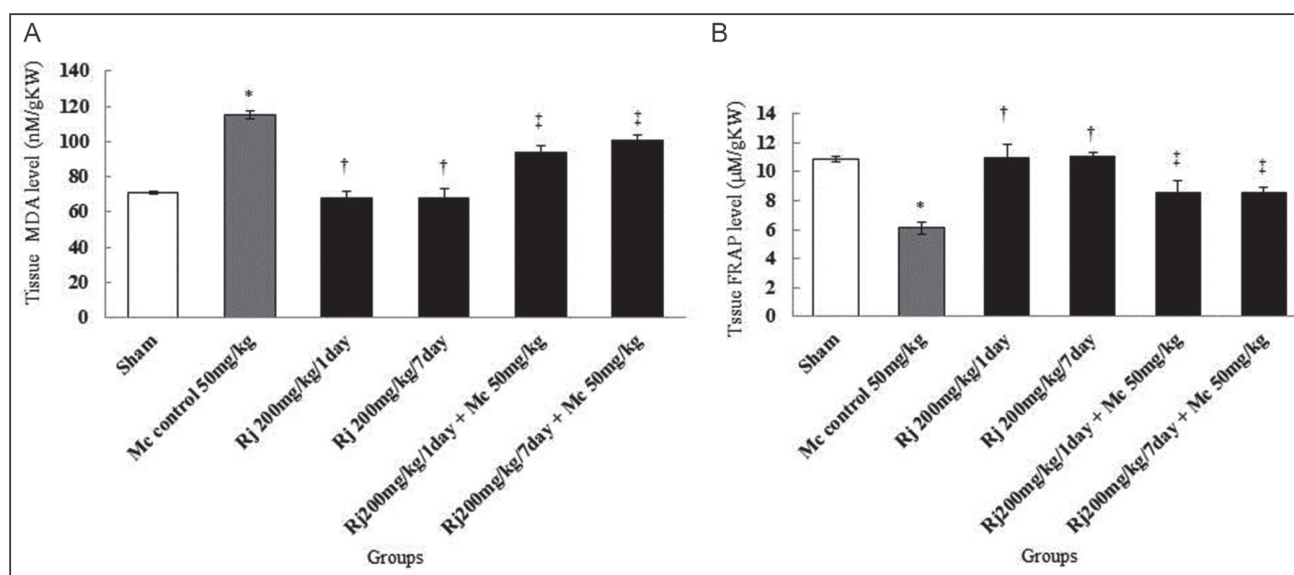 A
Tissue MDA level (nM/gKW)
140
120
100
80
60
40
20
0
*
†
†
‡
‡
Sham
Mc control 50mg/kg
Rj 200mg/kg/1day
Rj 200mg/kg/7day
Rj200mg/kg/1day + Mc 50mg/kg
Rj200mg/kg/7day + Mc 50mg/kg
Groups
B
Tssue FRAP level (µM/gKW)
14
12
10
8
6
4
2
0
*
†
†
‡
‡
Sham
Mc control 50mg/kg
Rj 200mg/kg/1day
Rj 200mg/kg/7day
Rj200mg/kg/1day + Mc 50mg/kg
Rj200mg/kg/7day + Mc 50mg/kg
Groups